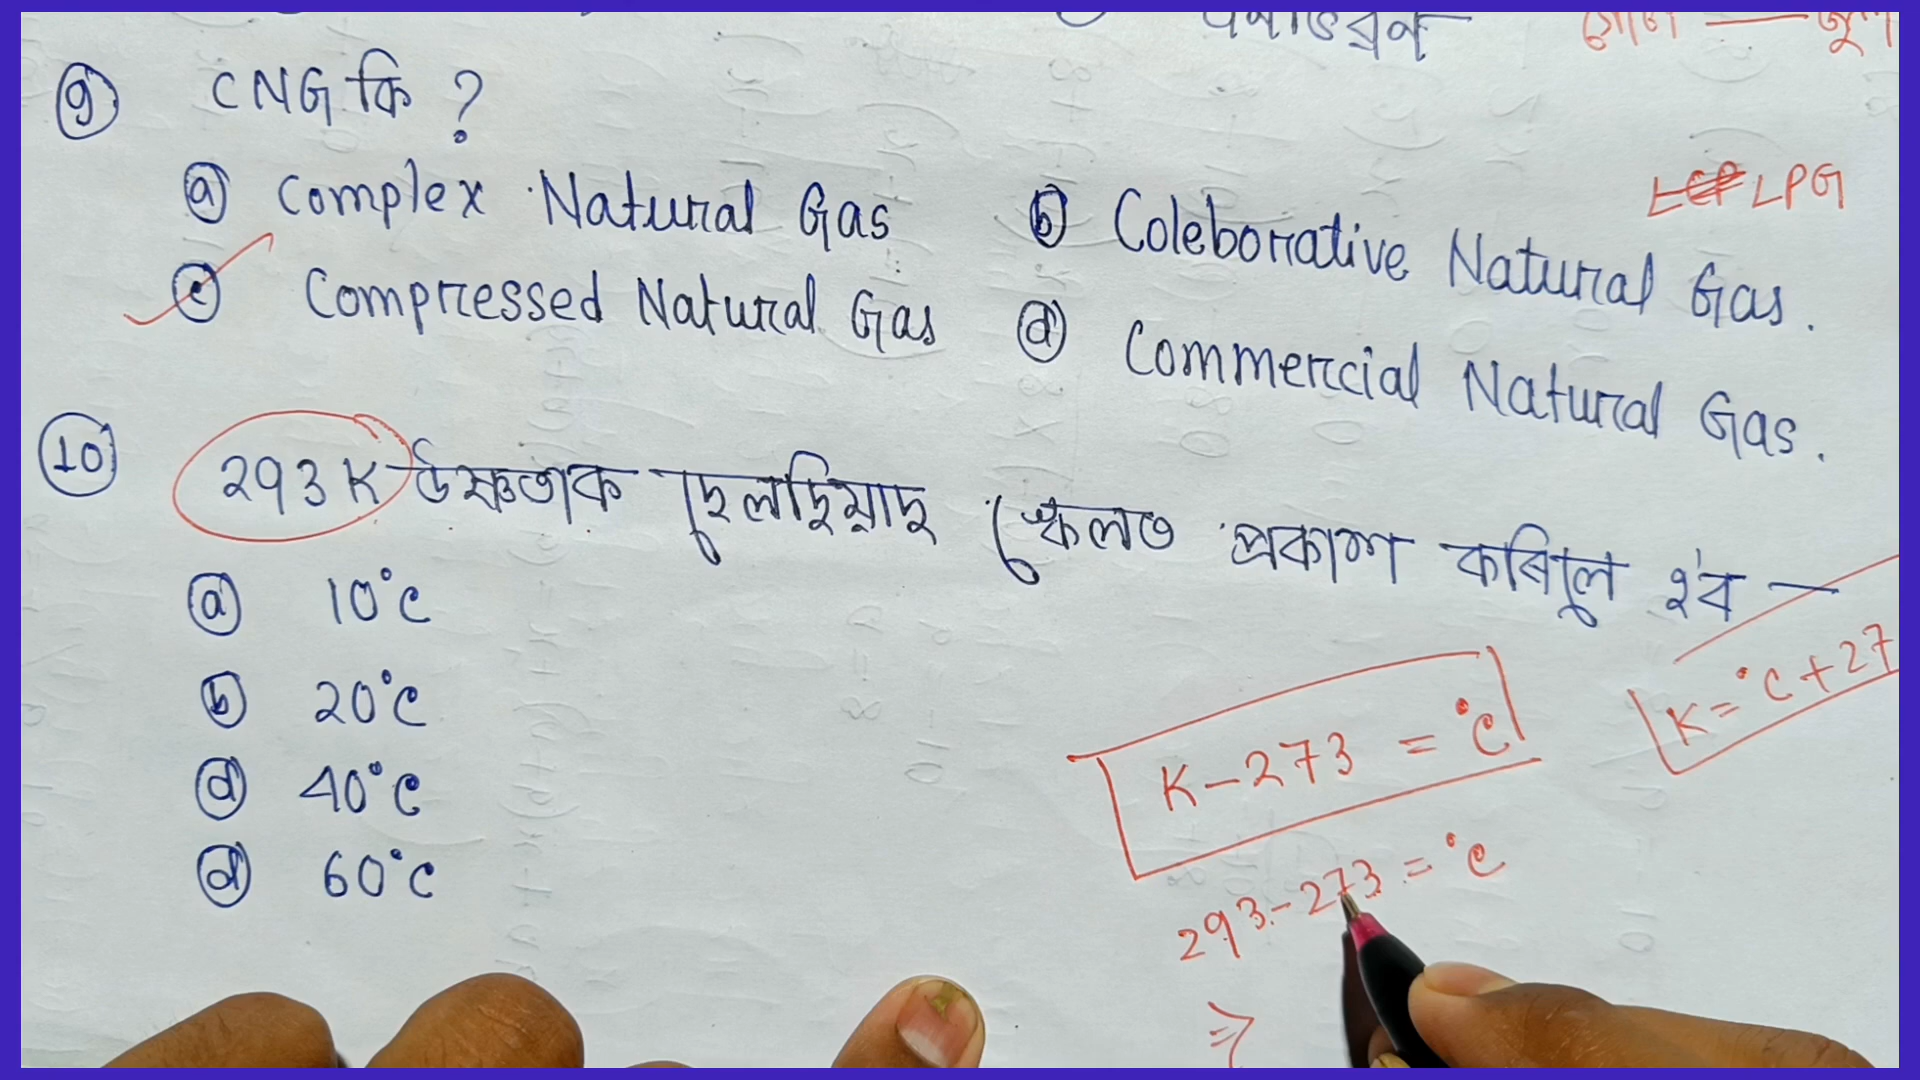 9 CNG কি ?
a Complex Natural Gas
b Coleborative Natural Gas.
LPG
c Compressed Natural Gas
d Commercial Natural Gas.
10 293 K উষ্ণতাক ছেলছিয়াছ স্কেলত প্ৰকাশ কৰিলে হ'ব —
a 10°C
b 20°C
d 40°C
d 60°C
K = °C + 27
K - 273 = °C
293 - 273 = °C
⇒